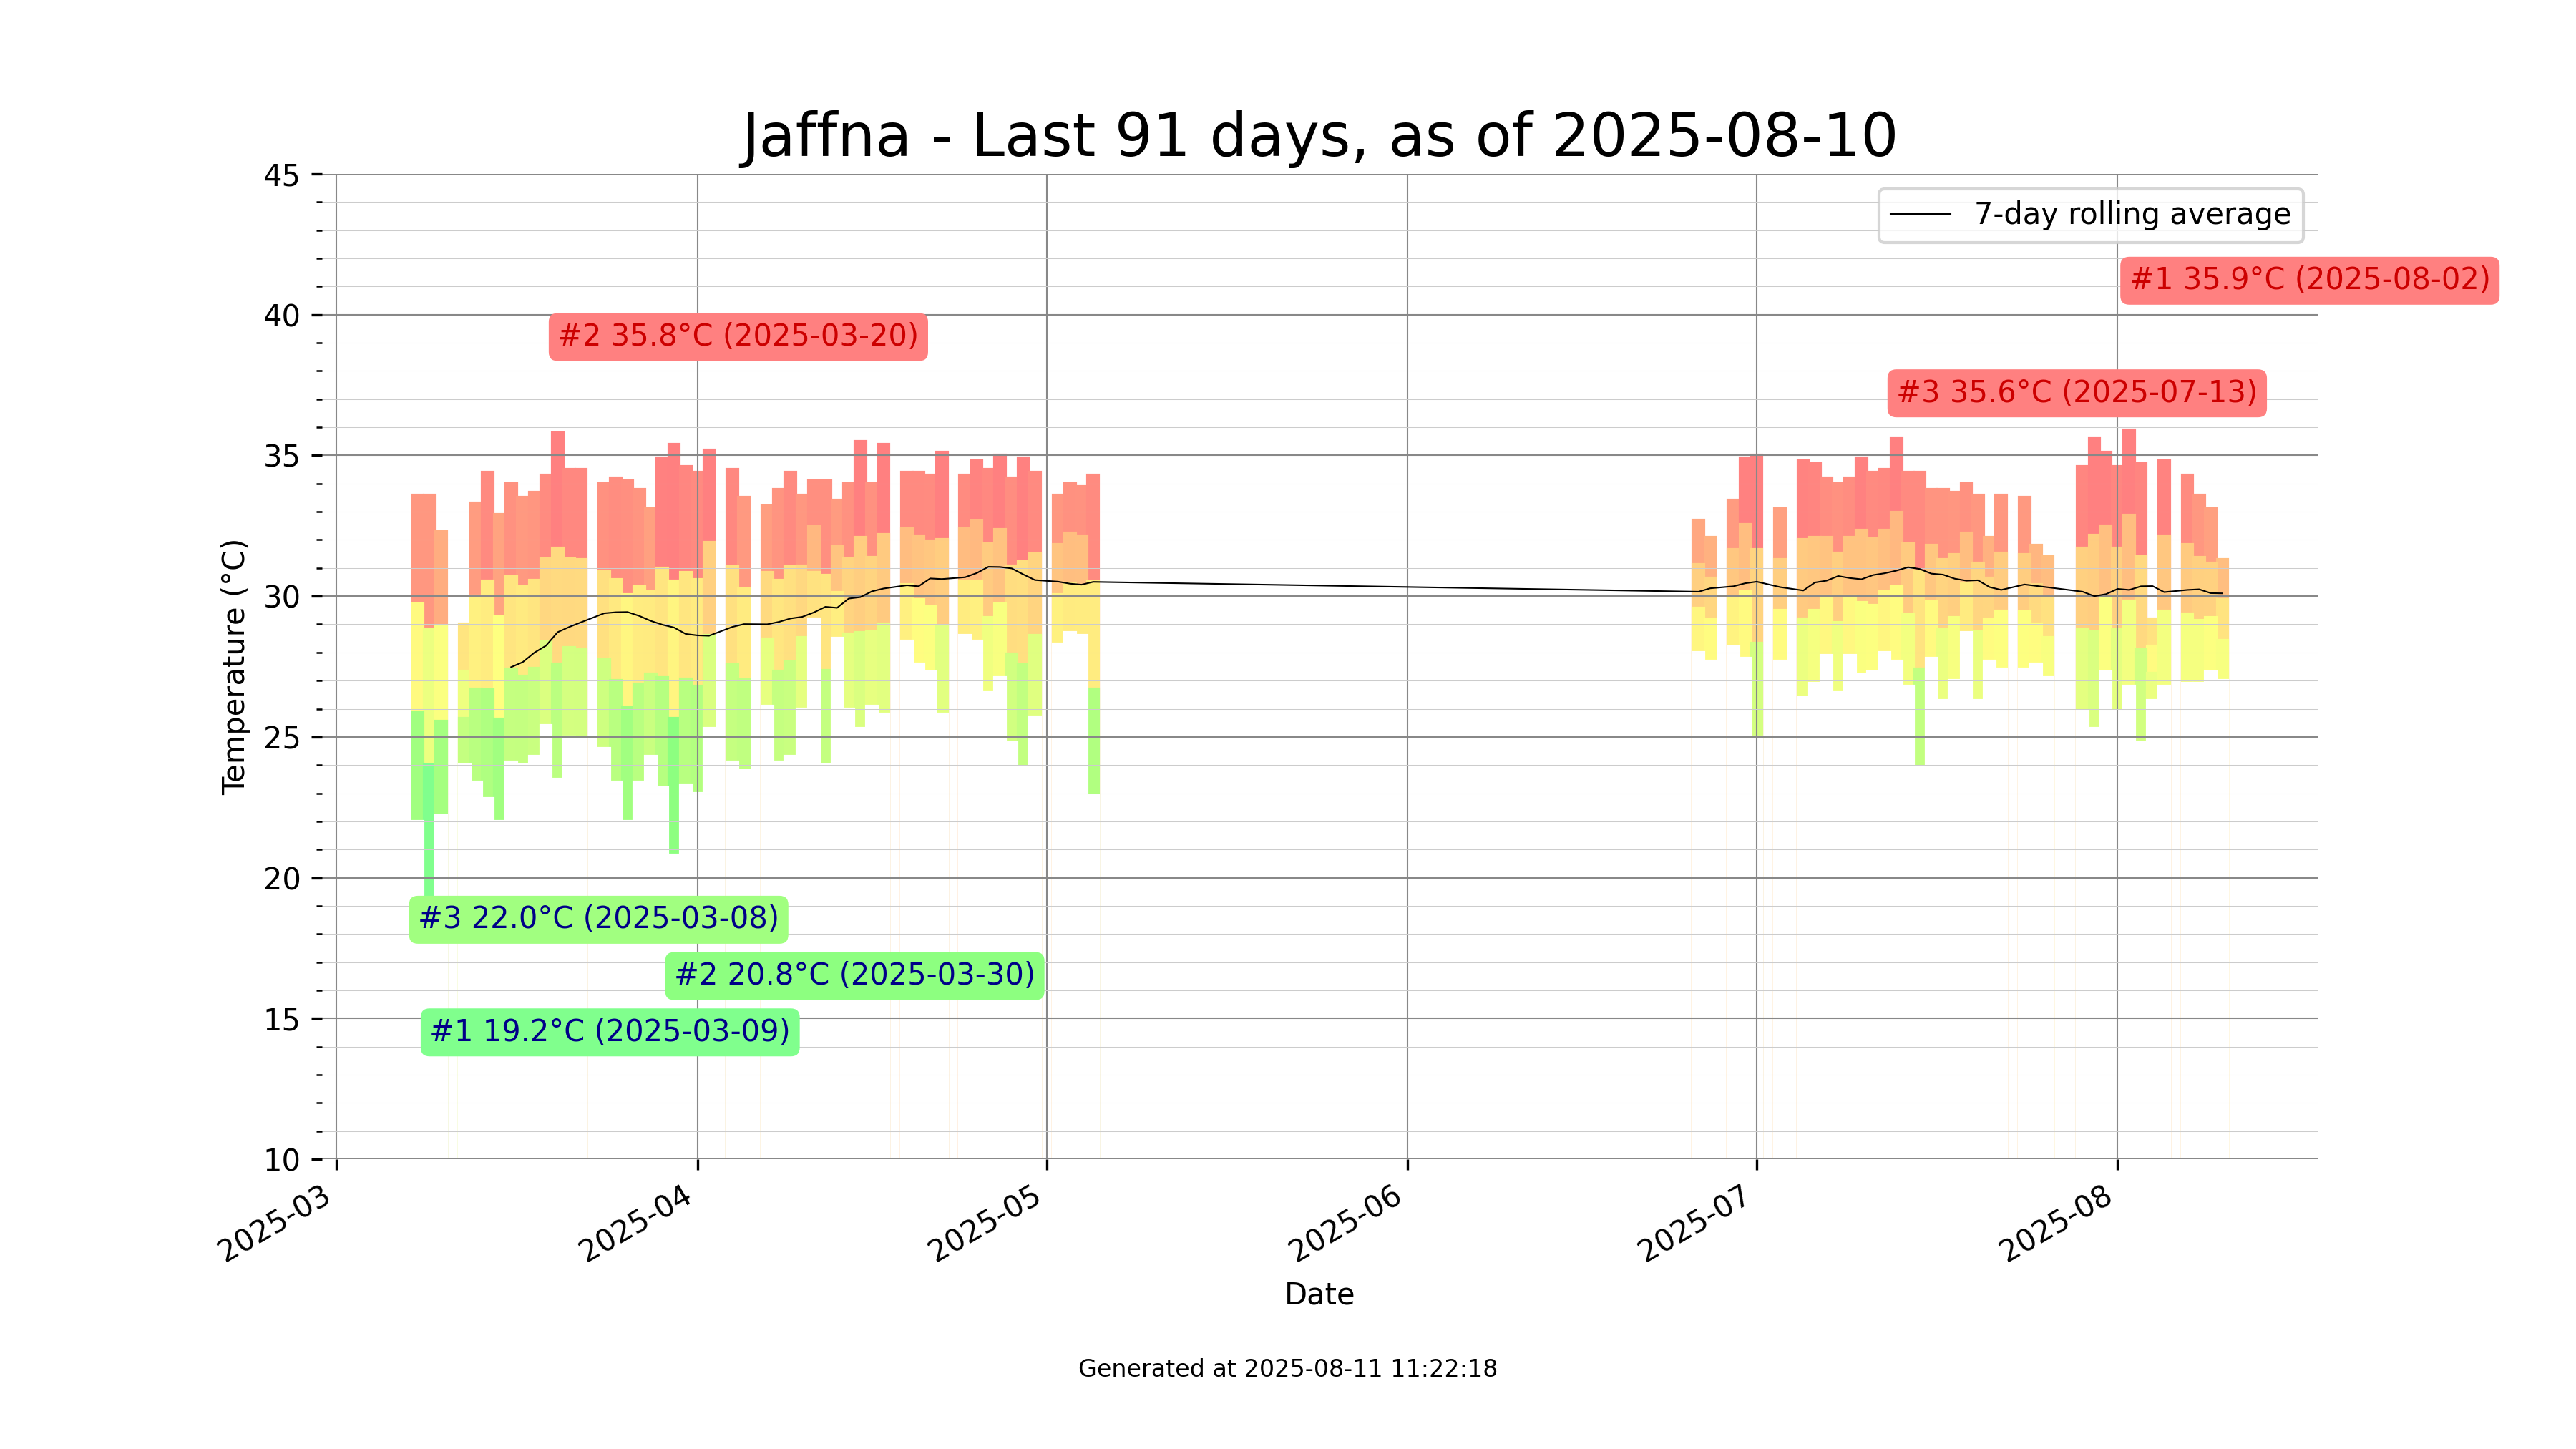 Jaffna - Last 91 days, as of 2025-08-10
45
7-day rolling average
#1 35.9°C (2025-08-02)
40
#2 35.8°C (2025-03-20)
#3 35.6°C (2025-07-13)
35
30
Temperature (°C)
25
20
#3 22.0°C (2025-03-08)
#2 20.8°C (2025-03-30)
15
#1 19.2°C (2025-03-09)
10
2025-03
2025-04
2025-05
2025-06
2025-07
2025-08
Date
Generated at 2025-08-11 11:22:18